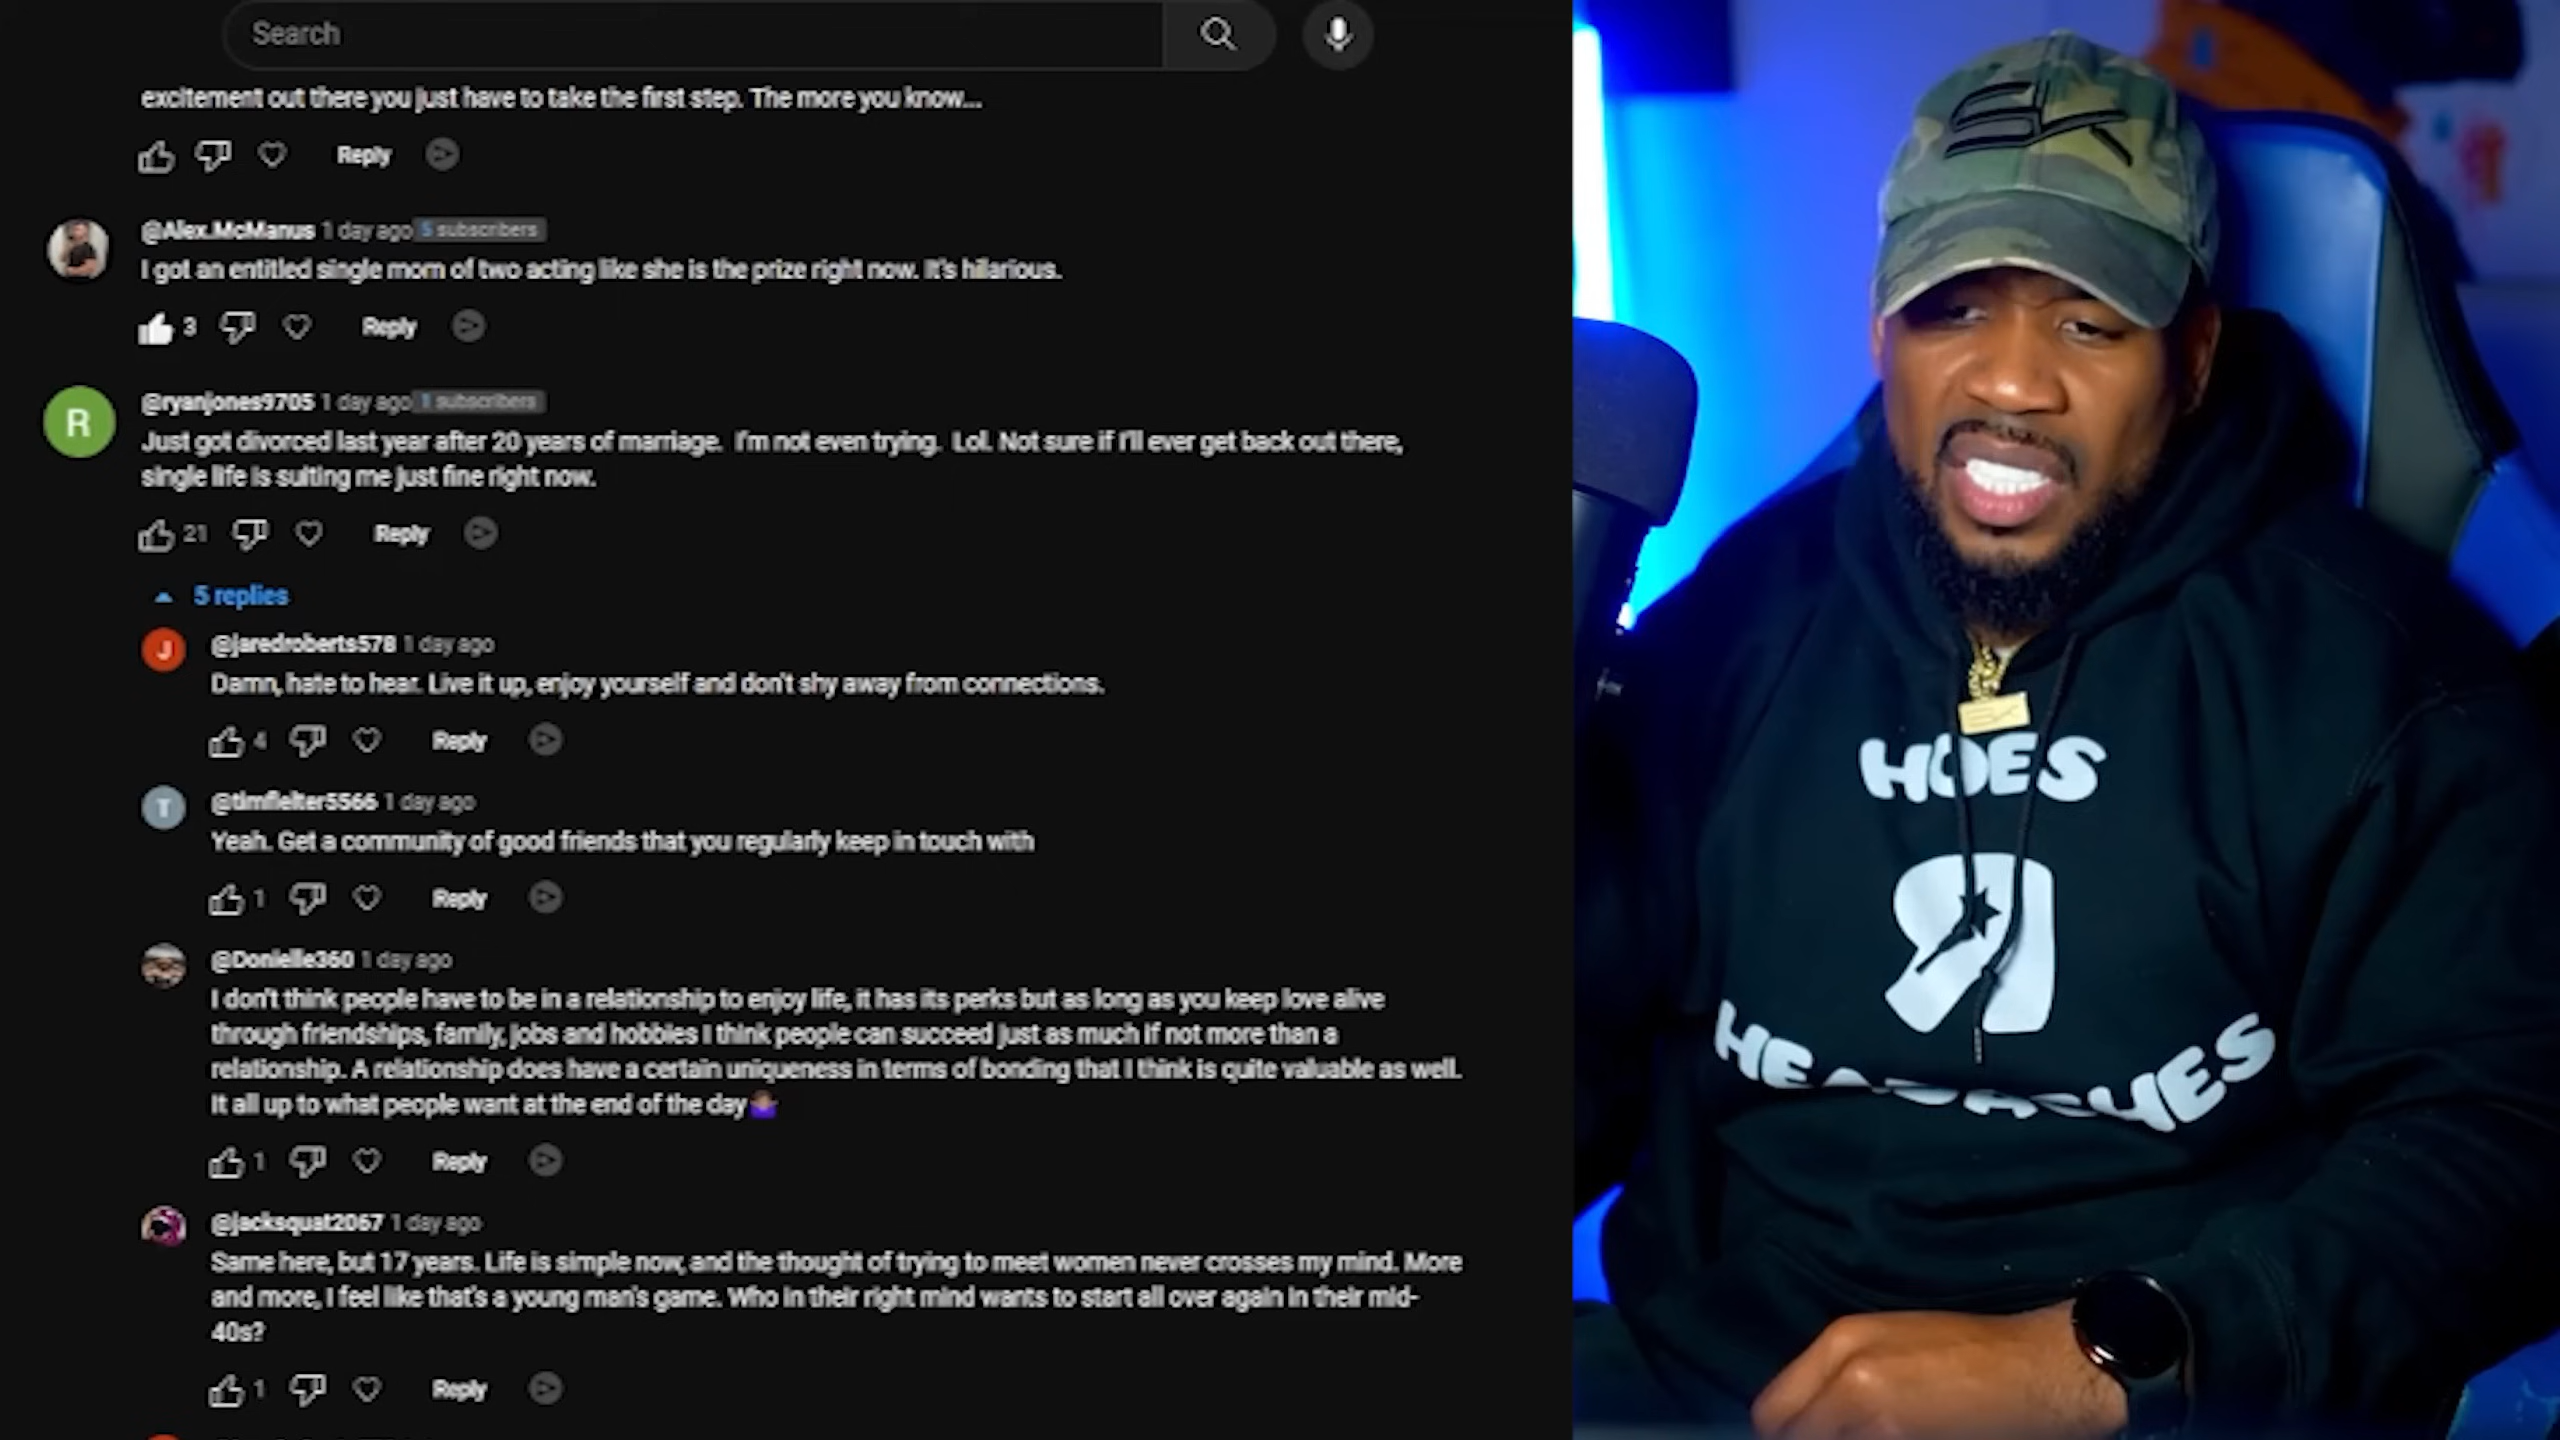 Search
excitement out there you just have to take the first step. The more you know...
Reply
@Alex.McManus 1 day ago 5 subscribers
I got an entitled single mom of two acting like she is the prize right now. It's hilarious.
3 Reply
R
@ryanjones9705 1 day ago 1 subscribers
Just got divorced last year after 20 years of marriage. I'm not even trying. Lol. Not sure if I'll ever get back out there,
single life is suiting me just fine right now.
21 Reply
5 replies
J
@jaredroberts578 1 day ago
Damn, hate to hear. Live it up, enjoy yourself and don't shy away from connections.
4 Reply
T
1 day ago
Yeah. Get a community of good friends that you regularly keep in touch with
1 Reply
@Donielle360 1 day ago
I don't think people have to be in a relationship to enjoy life, it has its perks but as long as you keep love alive
through friendships, family, jobs and hobbies I think people can succeed just as much if not more than a
relationship. A relationship does have a certain uniqueness in terms of bonding that I think is quite valuable as well.
It all up to what people want at the end of the day
1 Reply
@jacksquat2067 1 day ago
Same here, but 17 years. Life is simple now, and the thought of trying to meet women never crosses my mind. More
and more, I feel like that's a young man's game. Who in their right mind wants to start all over again in their mid-
40s?
1 Reply
SK
SK
HOES
R
HEADACHES